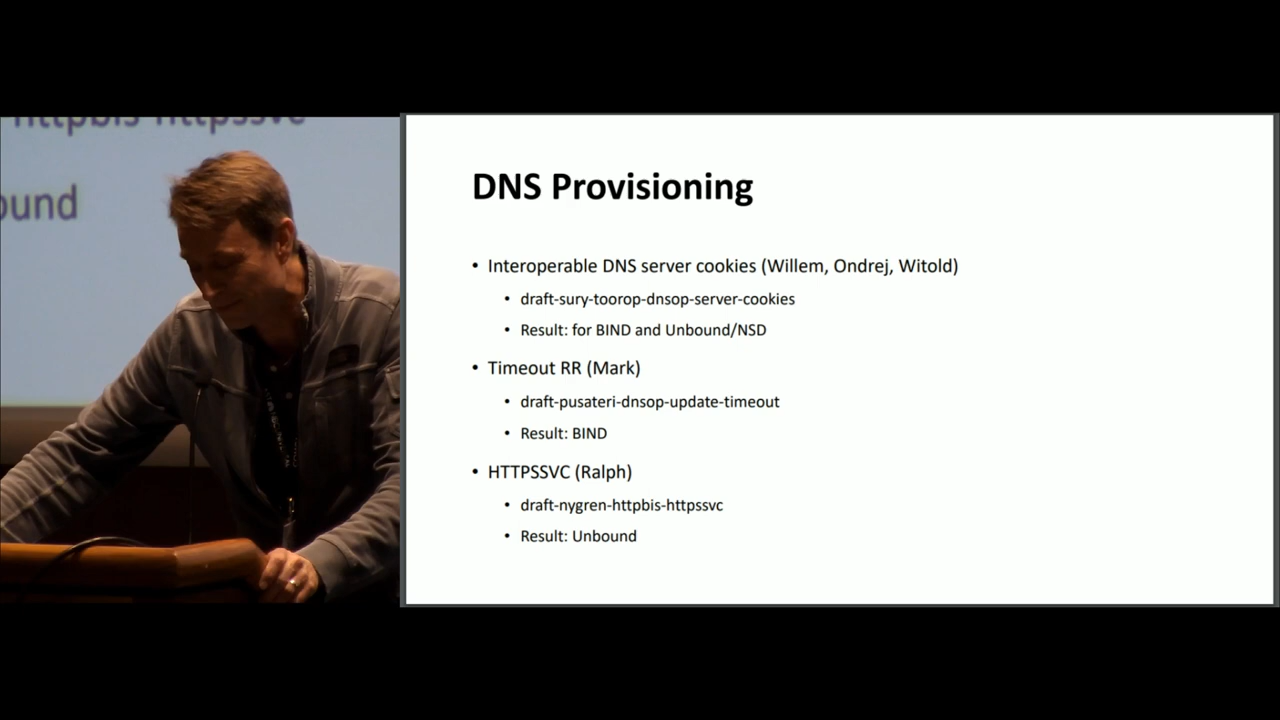 httpbis-httpssvc
ound
DNS Provisioning
• Interoperable DNS server cookies (Willem, Ondrej, Witold)
• draft-sury-toorop-dnsop-server-cookies
• Result: for BIND and Unbound/NSD
• Timeout RR (Mark)
• draft-pusateri-dnsop-update-timeout
• Result: BIND
• HTTPSSVC (Ralph)
• draft-nygren-httpbis-httpssvc
• Result: Unbound